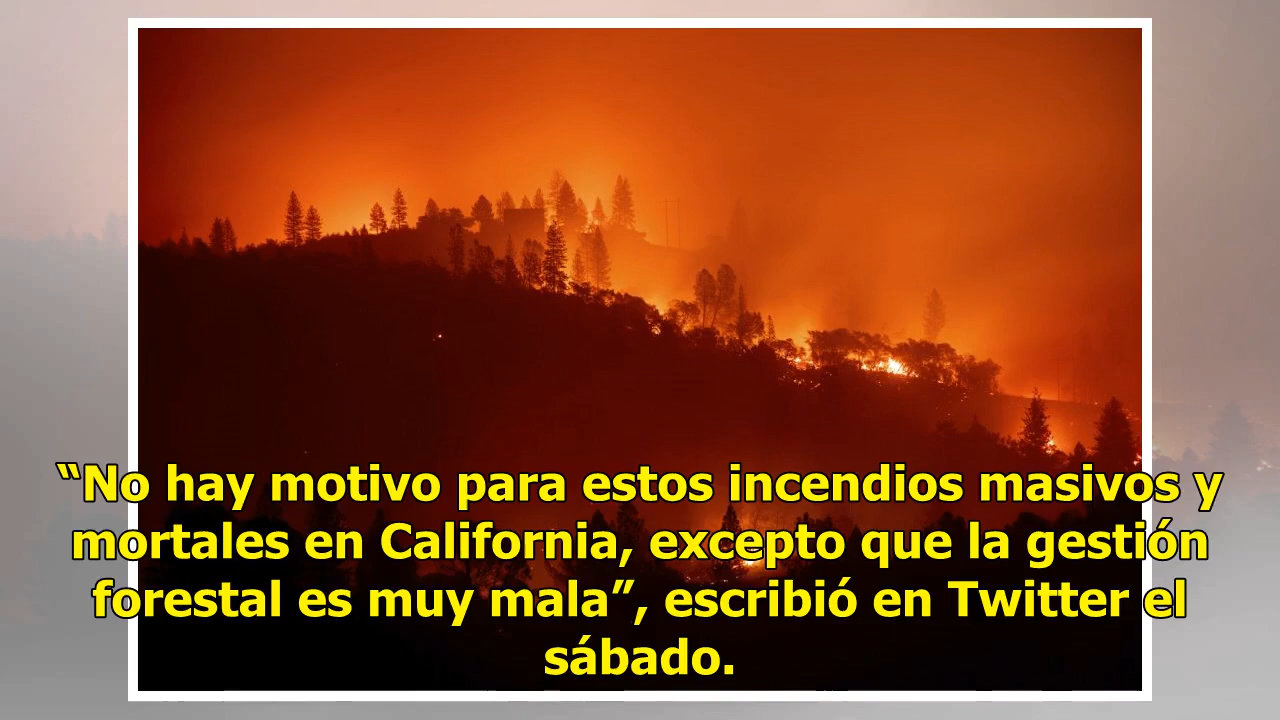 “No hay motivo para estos incendios masivos y
mortales en California, excepto que la gestión
forestal es muy mala”, escribió en Twitter el
sábado.